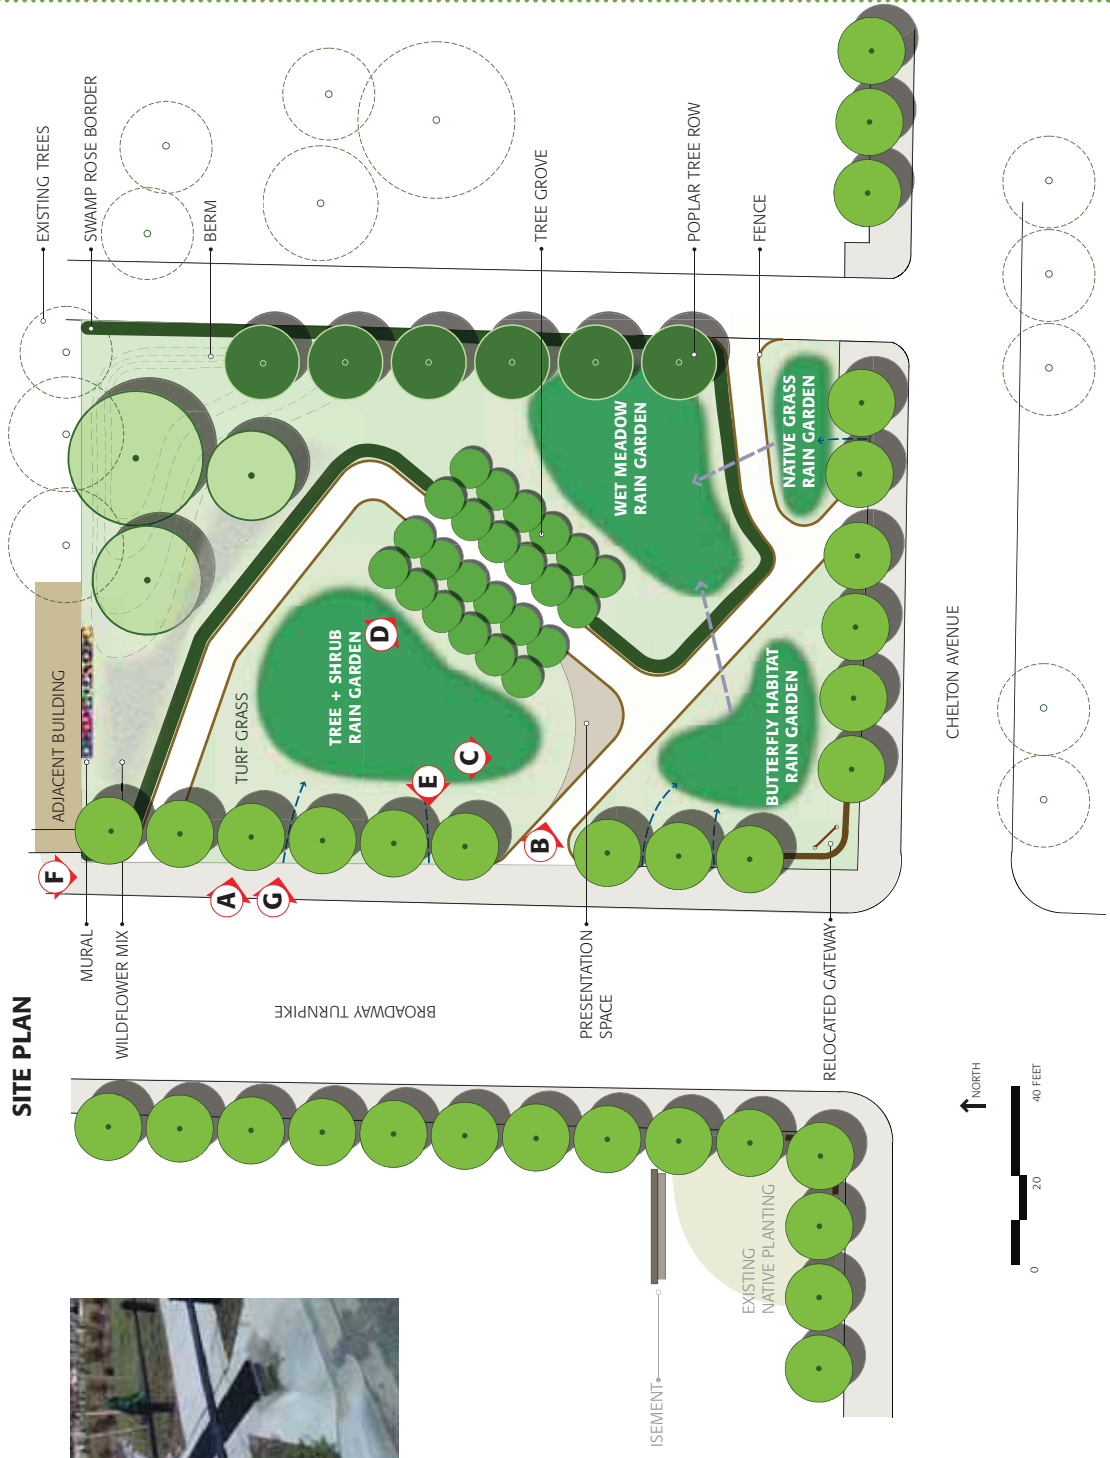 SITE PLAN
EXISTING TREES
SWAMP ROSE BORDER
BERM
TREE GROVE
POPLAR TREE ROW
FENCE
ADJACENT BUILDING
TURF GRASS
TREE + SHRUB
RAIN GARDEN
WET MEADOW
RAIN GARDEN
NATIVE GRASS
RAIN GARDEN
BUTTERFLY HABITAT
RAIN GARDEN
F
A
G
E
C
D
B
MURAL
WILDFLOWER MIX
PRESENTATION
SPACE
RELOCATED GATEWAY
BROADWAY TURNPIKE
CHELTON AVENUE
EXISTING
NATIVE PLANTING
ISEMENT
NORTH
0
20
40 FEET